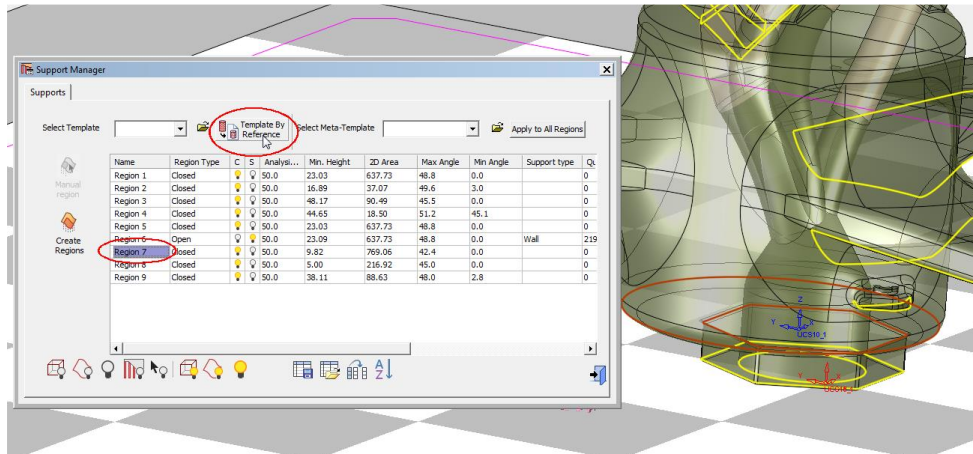 Support Manager
Supports
Select Template
Template By
Reference
Select Meta-Template
Apply to All Regions
Manual
region
Create
Regions
Name Region Type C S Analysi... Min. Height 2D Area Max Angle Min Angle Support type Qu
Region 1 Closed 50.0 23.03 637.73 48.8 0.0 0
Region 2 Closed 50.0 16.89 37.07 49.6 3.0 0
Region 3 Closed 50.0 48.17 90.49 45.5 0.0 0
Region 4 Closed 50.0 44.65 18.50 51.2 45.1 0
Region 5 Closed 50.0 23.03 637.73 48.8 0.0 0
Region 6 Open 50.0 23.09 637.73 48.8 0.0 Wall 219
Region 7 Closed 50.0 9.82 769.06 42.4 0.0 0
Region 8 Closed 50.0 5.00 216.92 45.0 0.0 0
Region 9 Closed 50.0 38.11 88.63 48.0 2.8 0
A
Z
Z
Y X
UCS10_1
Y X